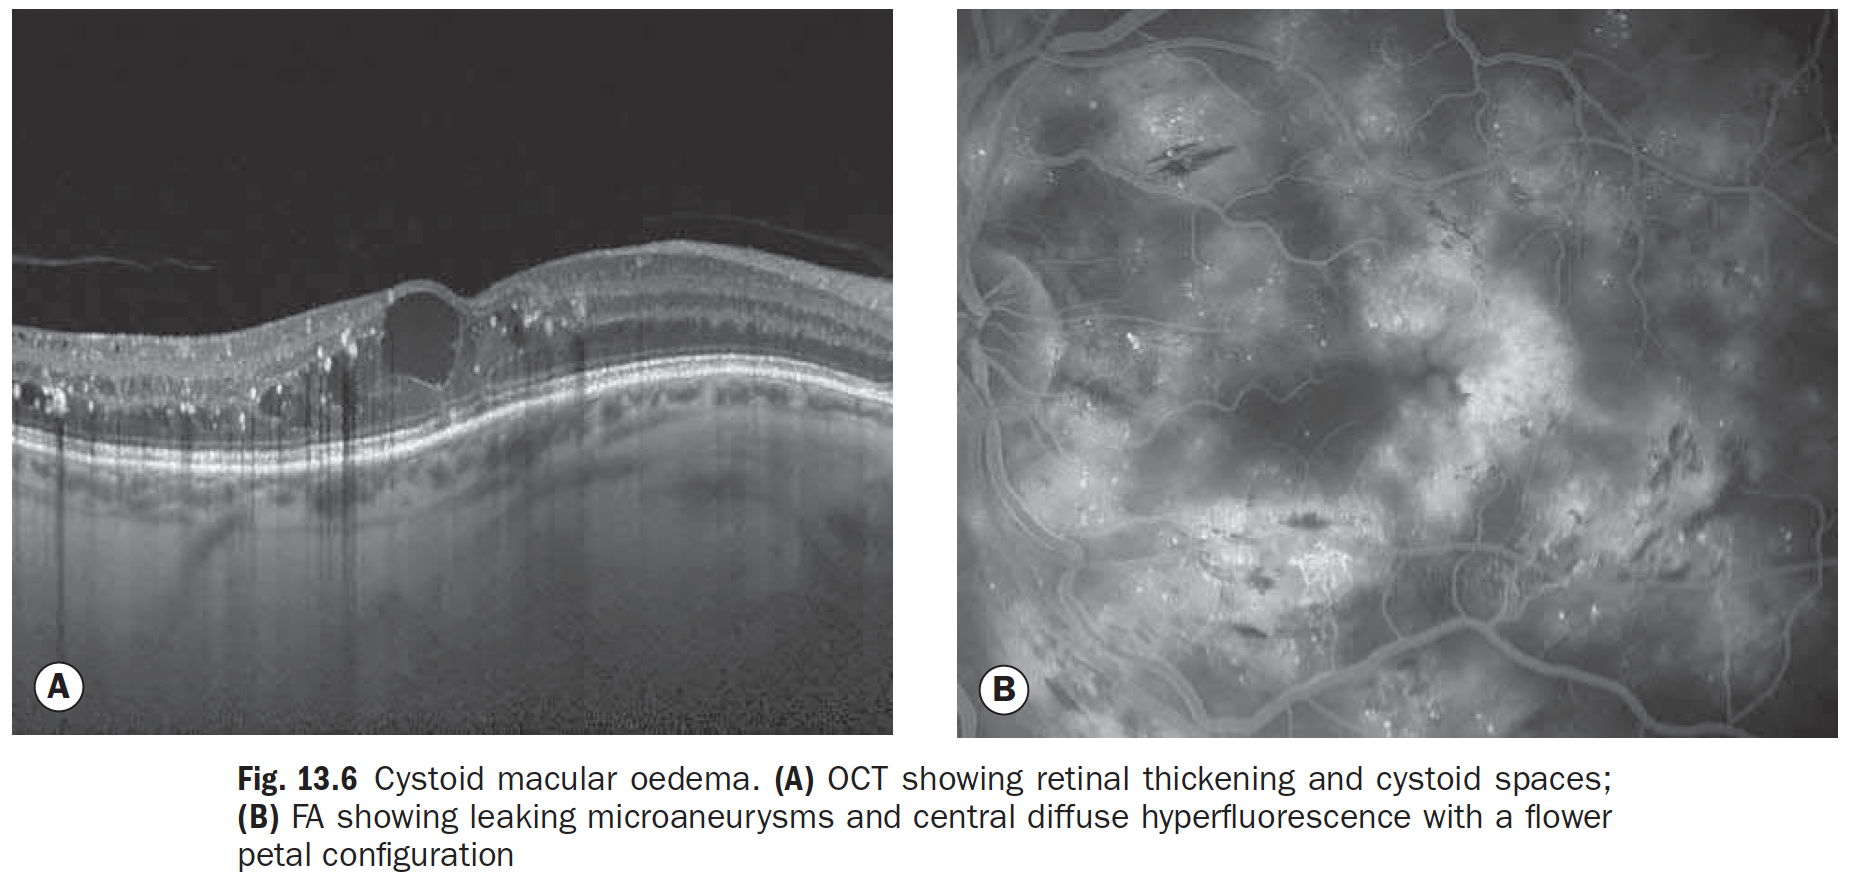 A
B
Fig. 13.6 Cystoid macular oedema. (A) OCT showing retinal thickening and cystoid spaces;
(B) FA showing leaking microaneurysms and central diffuse hyperfluorescence with a flower
petal configuration